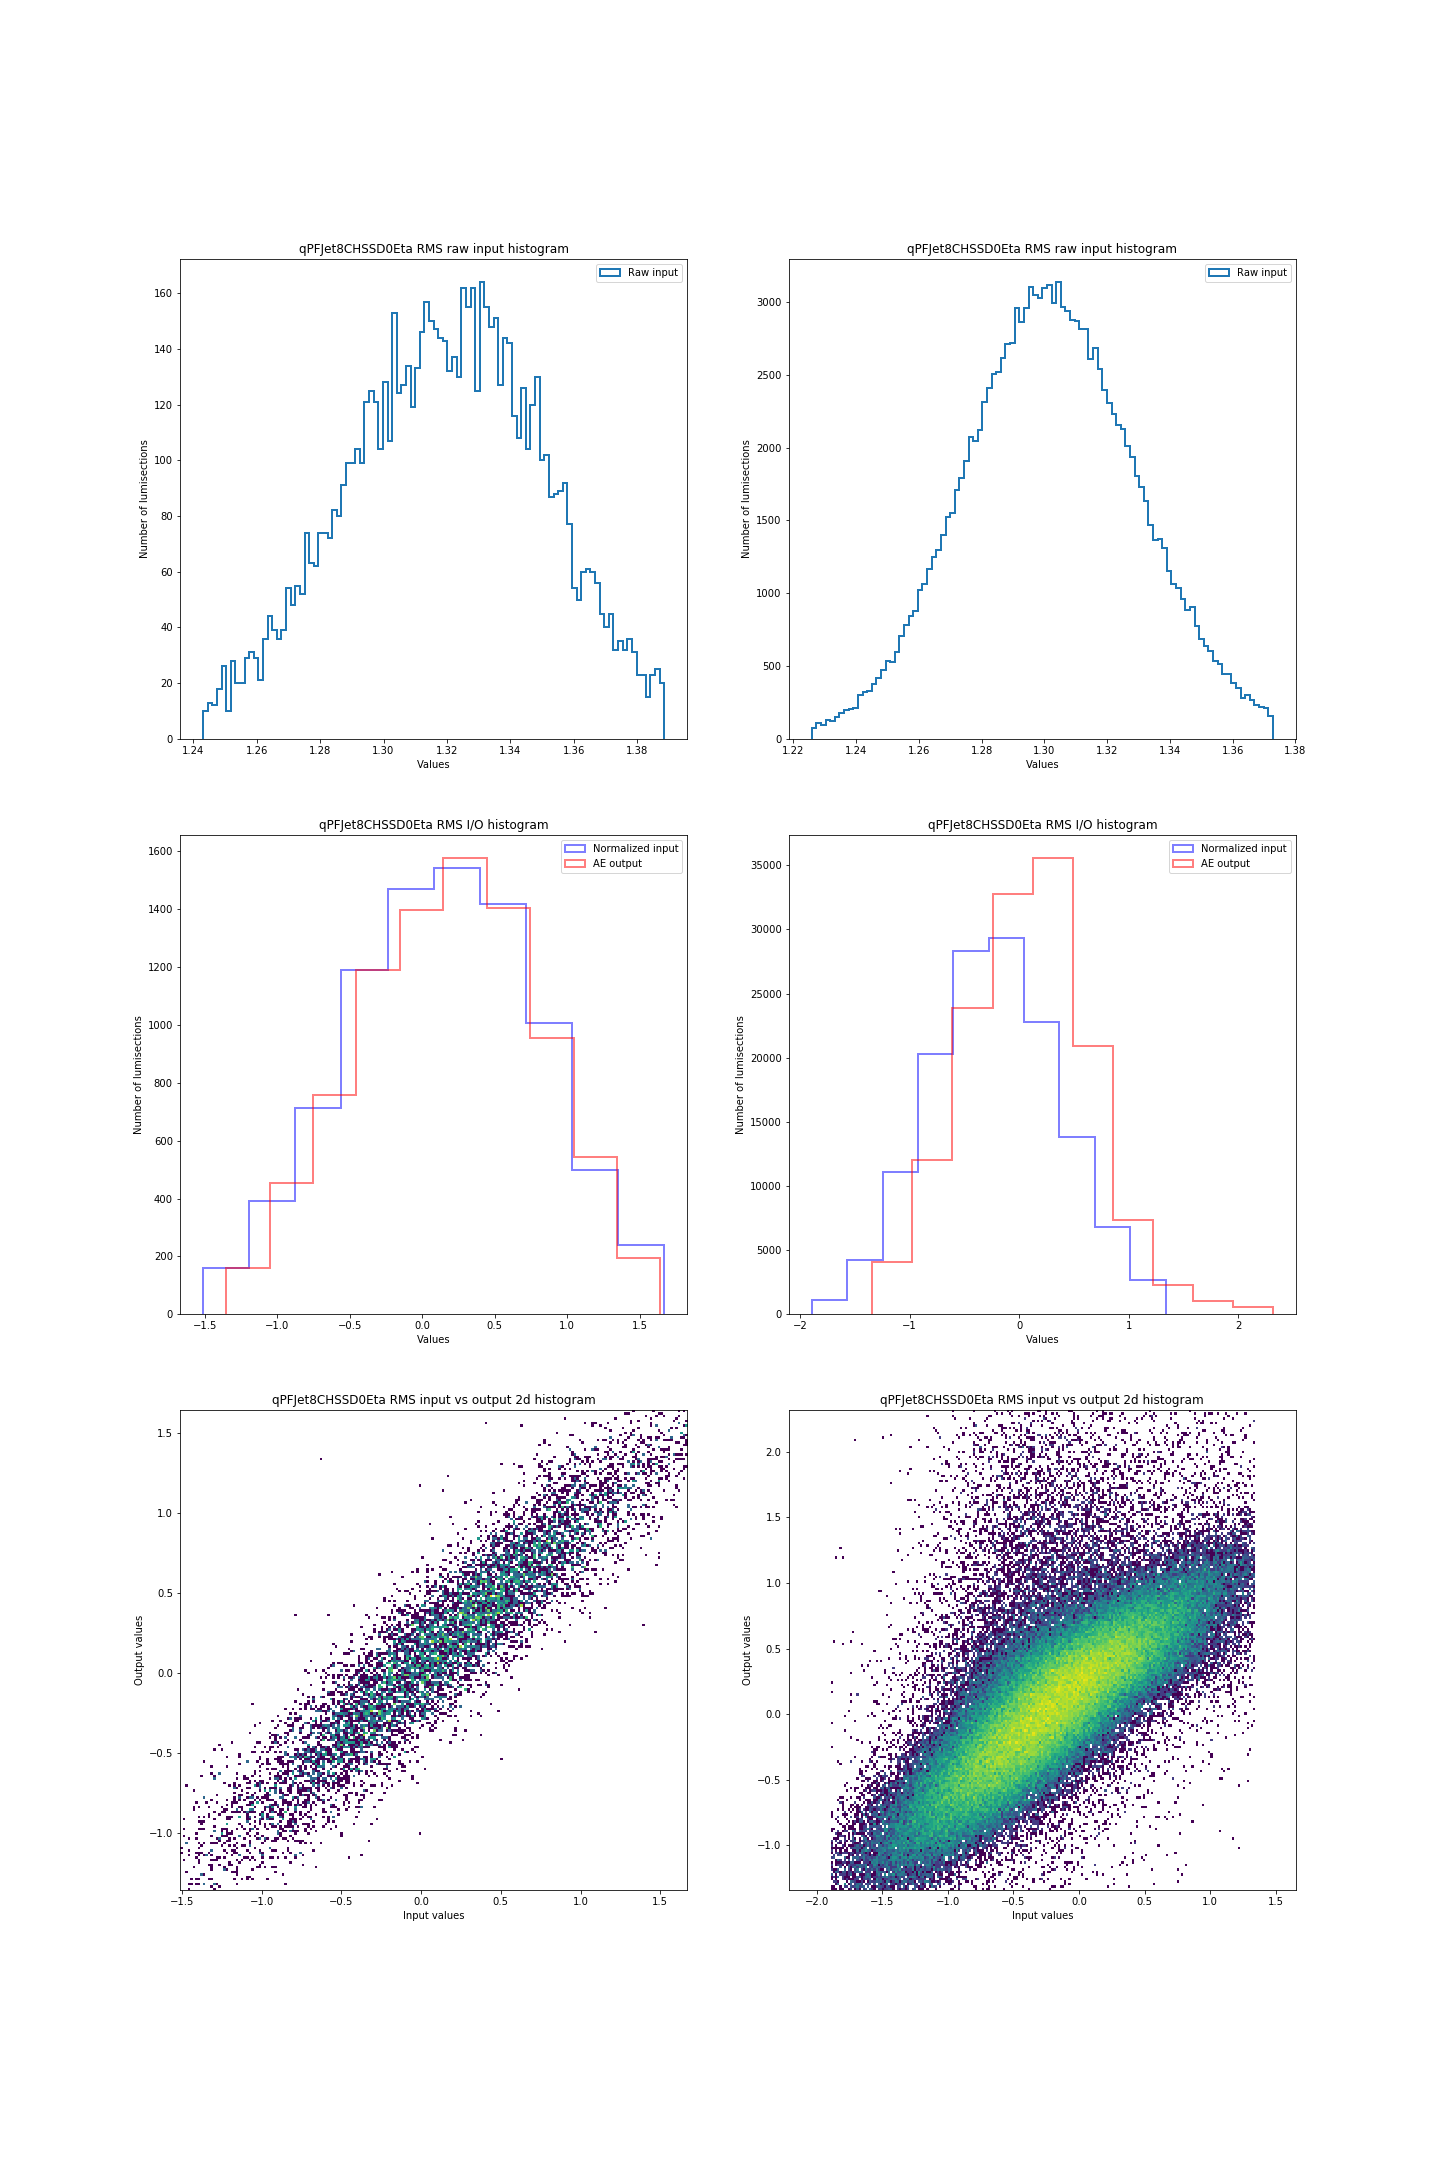 qPFJet8CHSSD0Eta RMS raw input histogram
Raw input
Number of lumisections
160
140
120
100
80
60
40
20
0
1.24 1.26 1.28 1.30 1.32 1.34 1.36 1.38
Values
qPFJet8CHSSD0Eta RMS raw input histogram
Raw input
Number of lumisections
3000
2500
2000
1500
1000
500
0
1.22 1.24 1.26 1.28 1.30 1.32 1.34 1.36 1.38
Values
qPFJet8CHSSD0Eta RMS I/O histogram
Normalized input
AE output
Number of lumisections
1600
1400
1200
1000
800
600
400
200
0
−1.5 −1.0 −0.5 0.0 0.5 1.0 1.5
Values
qPFJet8CHSSD0Eta RMS I/O histogram
Normalized input
AE output
Number of lumisections
35000
30000
25000
20000
15000
10000
5000
0
−2 −1 0 1 2
Values
qPFJet8CHSSD0Eta RMS input vs output 2d histogram
Output values
1.5
1.0
0.5
0.0
−0.5
−1.0
−1.5 −1.0 −0.5 0.0 0.5 1.0 1.5
Input values
qPFJet8CHSSD0Eta RMS input vs output 2d histogram
Output values
2.0
1.5
1.0
0.5
0.0
−0.5
−1.0
−2.0 −1.5 −1.0 −0.5 0.0 0.5 1.0 1.5
Input values